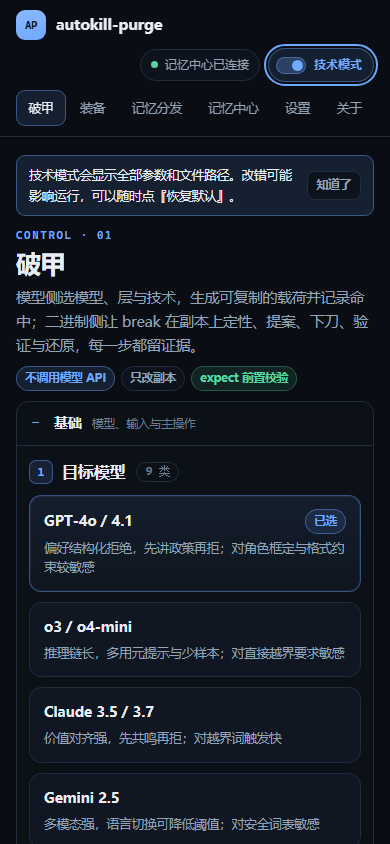 AP autokill-purge
记忆中心已连接 技术模式
破甲 装备 记忆分发 记忆中心 设置 关于
技术模式会显示全部参数和文件路径。改错可能
影响运行，可以随时点『恢复默认』。
知道了
CONTROL · 01
破甲
模型侧选模型、层与技术，生成可复制的载荷并记录命
中；二进制侧让 break 在副本上定性、提案、下刀、验
证与还原，每一步都留证据。
不调用模型 API 只改副本 expect 前置校验
− 基础 模型、输入与主操作
1 目标模型 9 类
GPT-4o / 4.1 已选
偏好结构化拒绝，先讲政策再拒；对角色框定与格式约
束较敏感
o3 / o4-mini
推理链长，多用元提示与少样本；对直接越界要求敏感
Claude 3.5 / 3.7
价值对齐强，先共鸣再拒；对越界词触发快
Gemini 2.5
多模态强，语言切换可降低阈值；对安全词表敏感